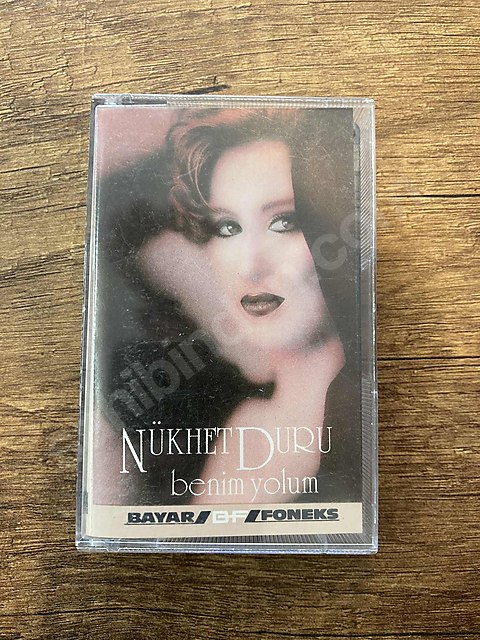 NÜKHET DURU
benim yolum
BAYAR/BF/FONEKS